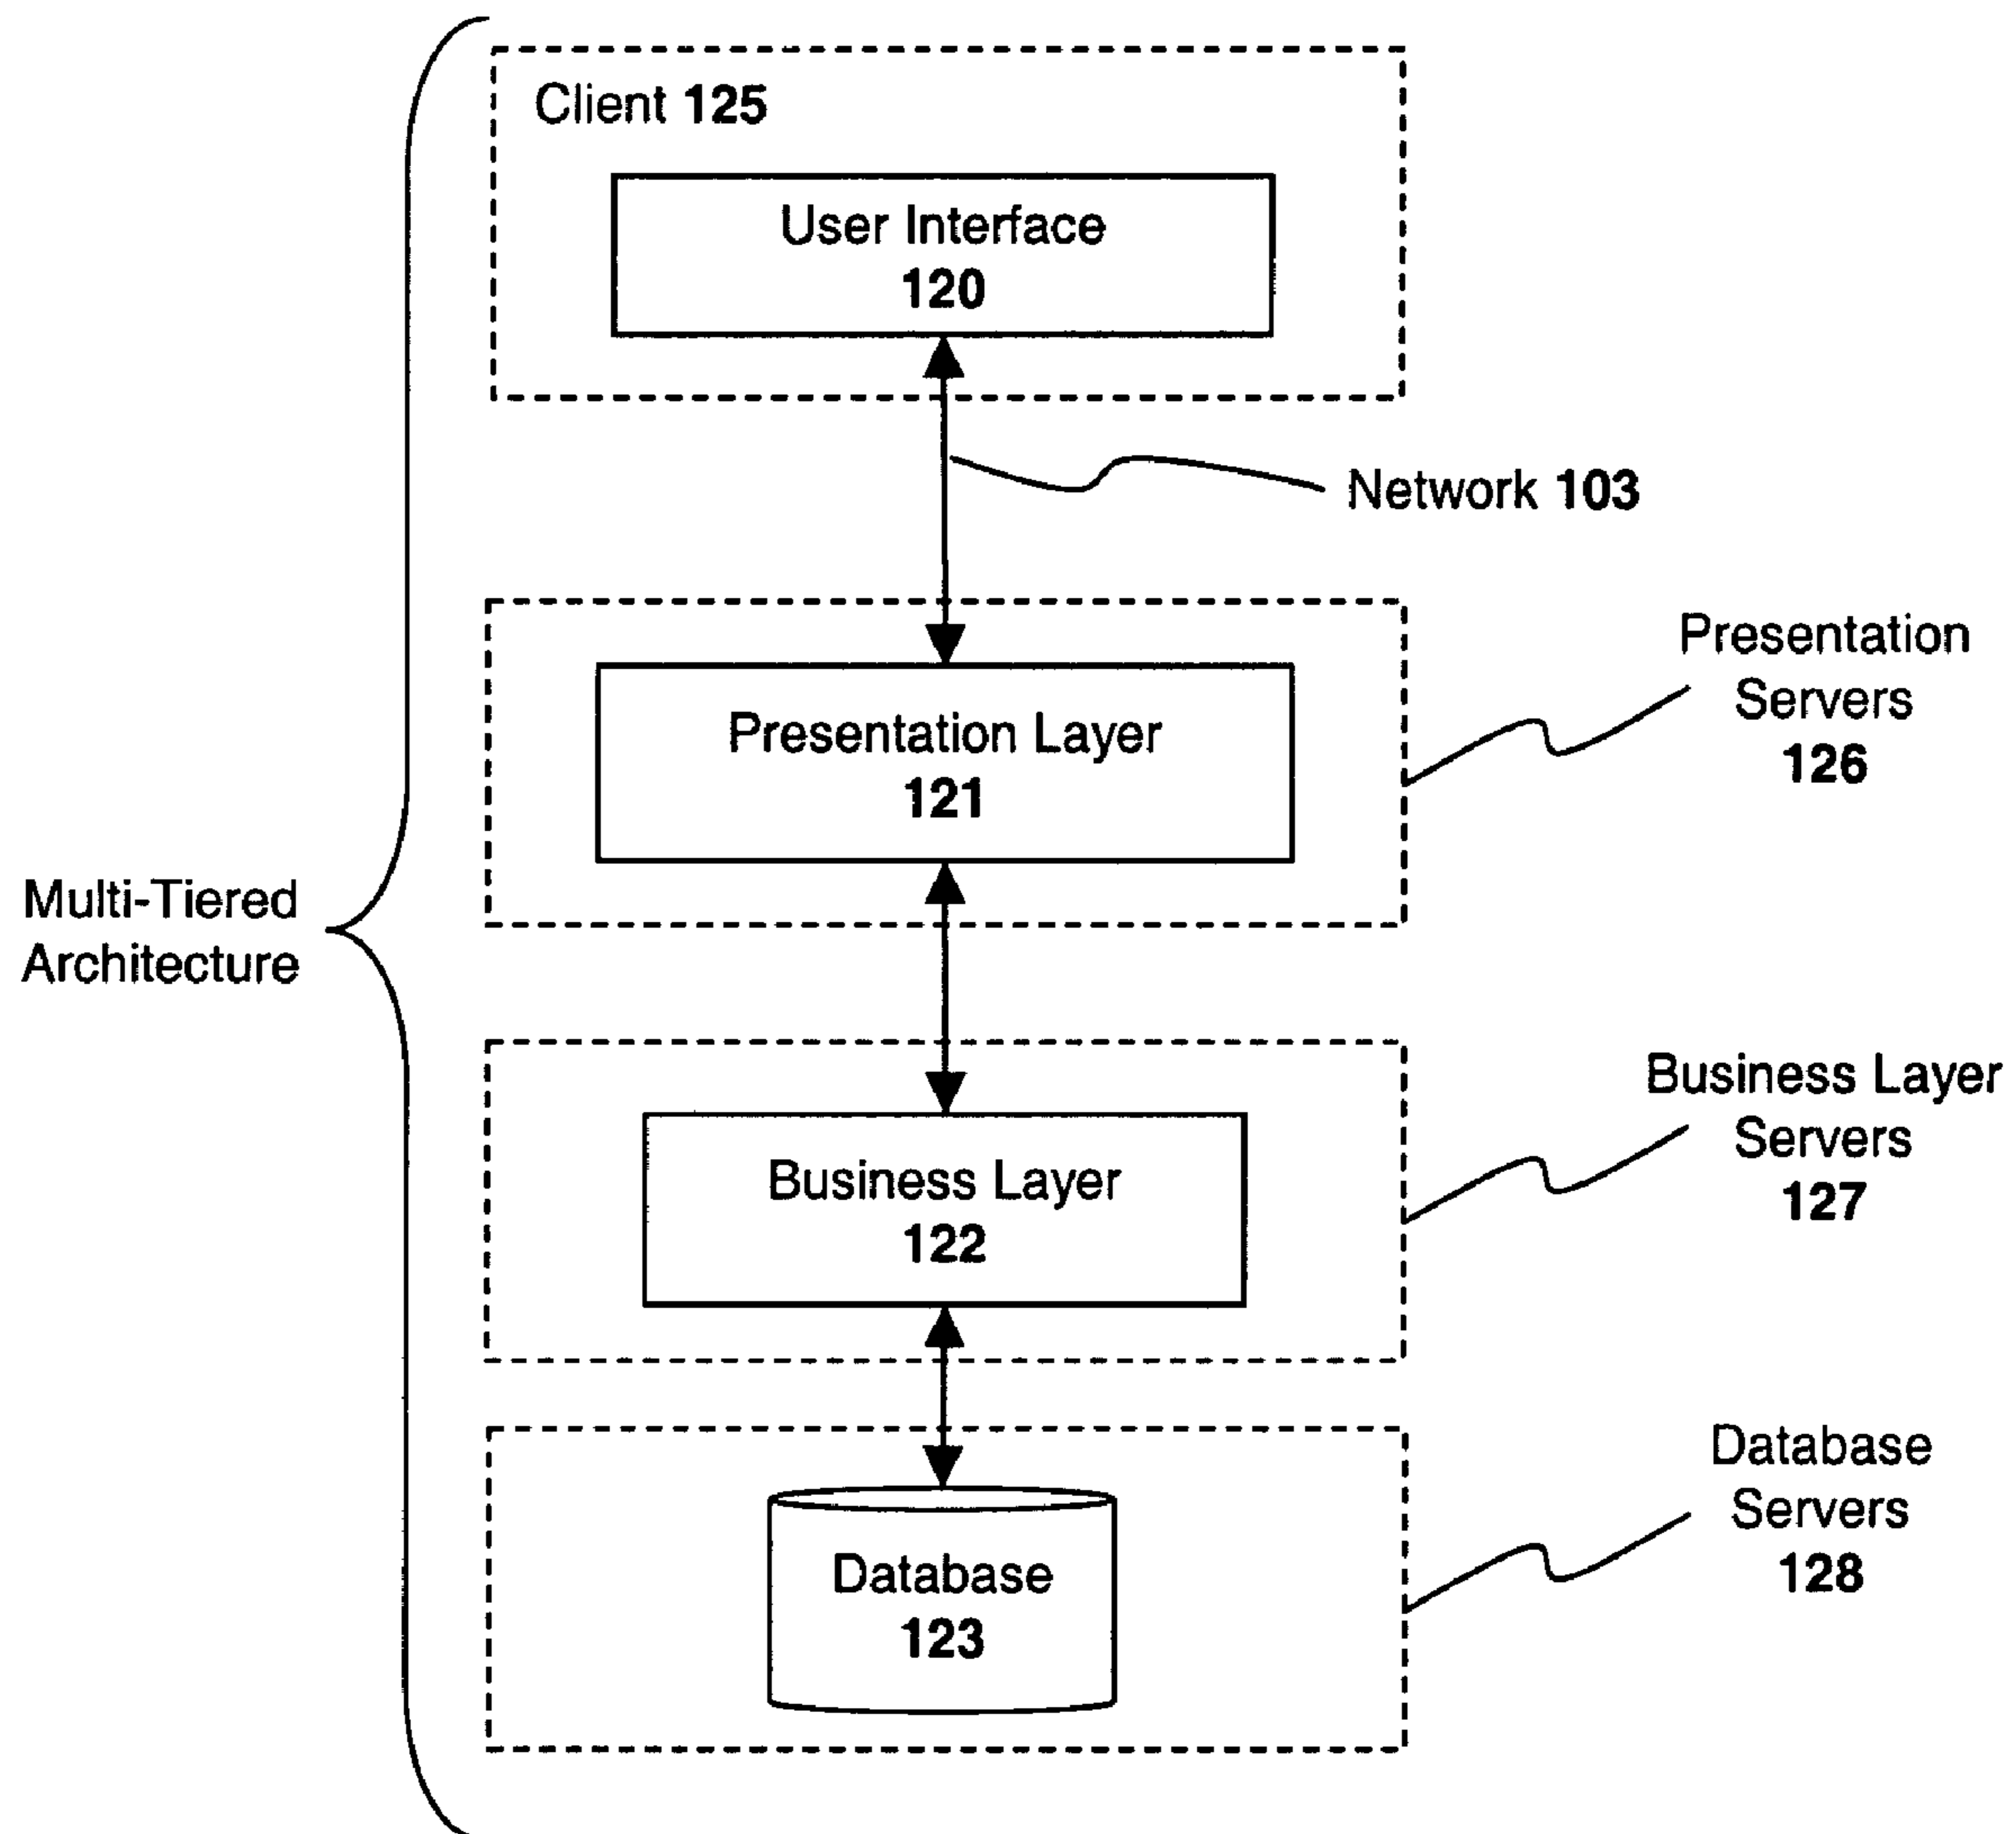 Client 125
User Interface
120
Network 103
Presentation
Servers
126
Presentation Layer
121
Multi-Tiered
Architecture
Business Layer
Servers
127
Business Layer
122
Database
Servers
128
Database
123